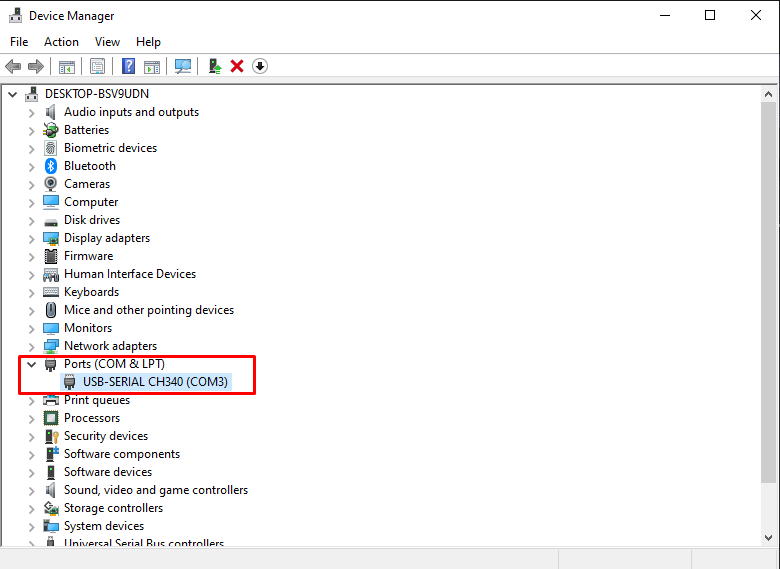 Device Manager
File Action View Help
DESKTOP-BSV9UDN
Audio inputs and outputs
Batteries
Biometric devices
Bluetooth
Cameras
Computer
Disk drives
Display adapters
Firmware
Human Interface Devices
Keyboards
Mice and other pointing devices
Monitors
Network adapters
Ports (COM & LPT)
USB-SERIAL CH340 (COM3)
Print queues
Processors
Security devices
Software components
Software devices
Sound, video and game controllers
Storage controllers
System devices
Universal Serial Bus controllers